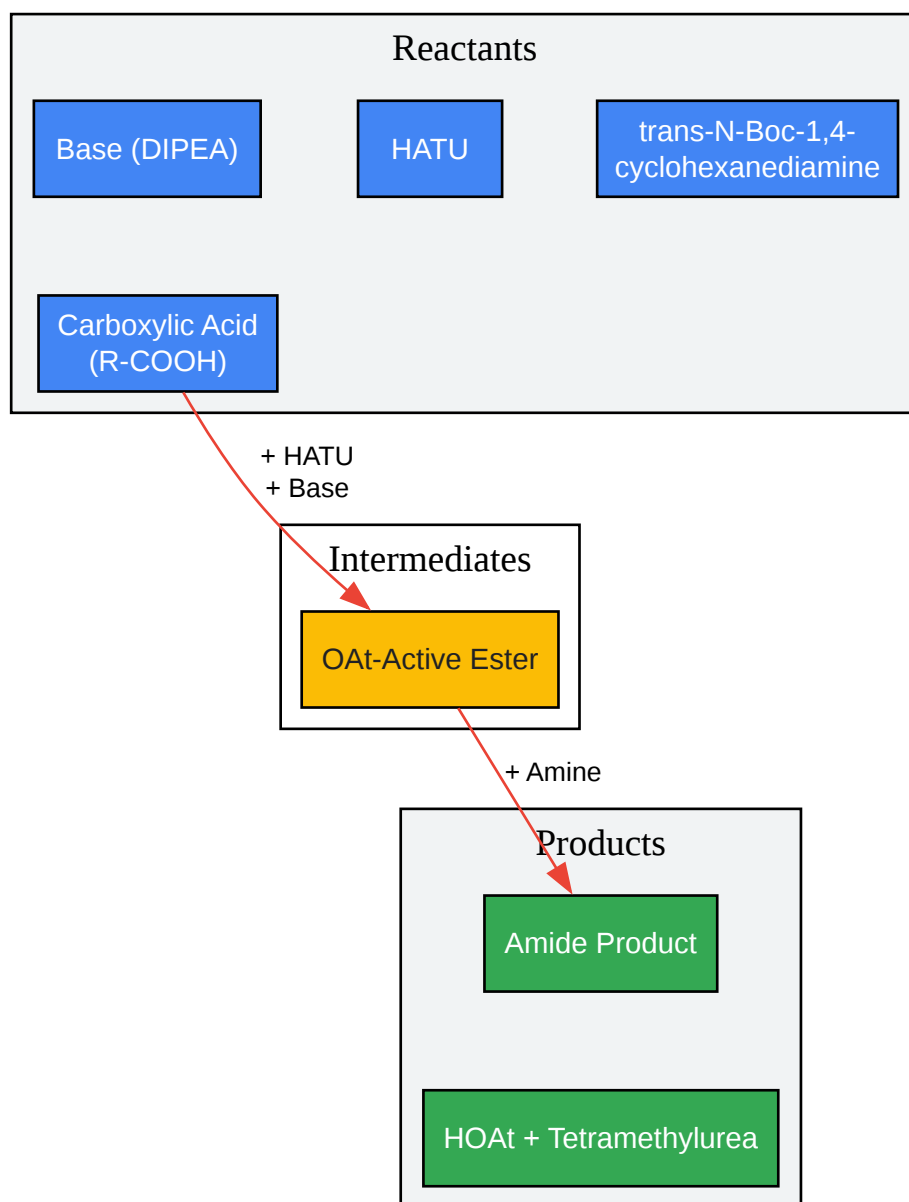 Reactants
Base (DIPEA)
HATU
trans-N-Boc-1,4-
cyclohexanediamine
Carboxylic Acid
(R-COOH)
+ HATU
+ Base
Intermediates
OAt-Active Ester
+ Amine
Products
Amide Product
HOAt + Tetramethylurea